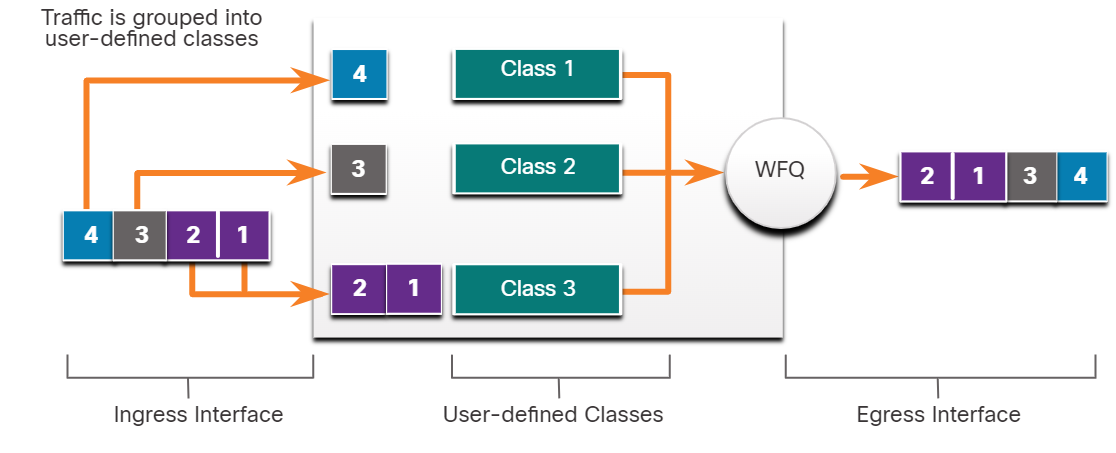 Traffic is grouped into
user-defined classes
4
Class 1
3
Class 2
WFQ
2 1 3 4
4 3 2 1
2 1
Class 3
Ingress Interface
User-defined Classes
Egress Interface